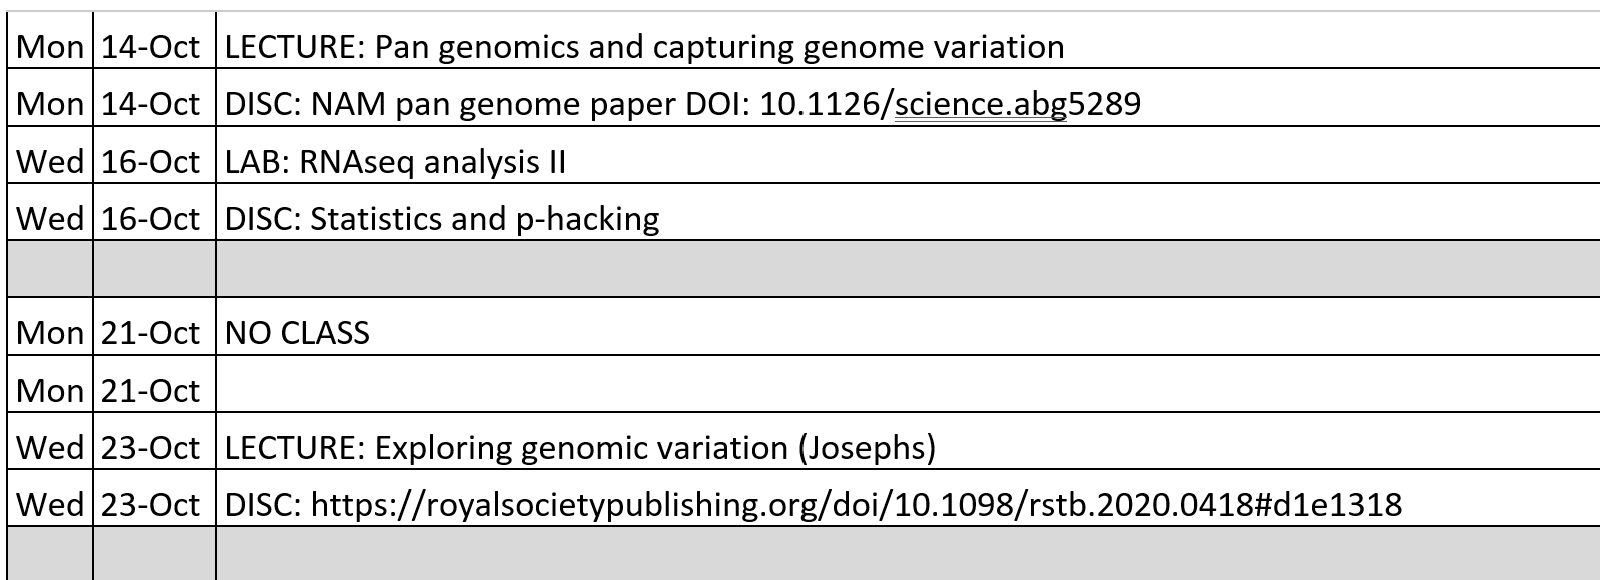 Mon 14-Oct LECTURE: Pan genomics and capturing genome variation
Mon 14-Oct DISC: NAM pan genome paper DOI: 10.1126/science.abg5289
Wed 16-Oct LAB: RNAseq analysis II
Wed 16-Oct DISC: Statistics and p-hacking
Mon 21-Oct NO CLASS
Mon 21-Oct
Wed 23-Oct LECTURE: Exploring genomic variation (Josephs)
Wed 23-Oct DISC: https://royalsocietypublishing.org/doi/10.1098/rstb.2020.0418#d1e1318